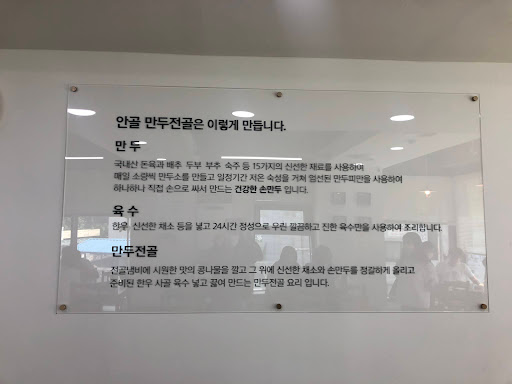 안골 만두전골은 이렇게 만듭니다.
만 두
국내산 돈육과 배추 두부 부추 숙주 등 15가지의 신선한 재료를 사용하여
매일 소량씩 만두소를 만들고 일정기간 저온 숙성을 거쳐 엄선된 만두피만을 사용하여
하나하나 직접 손으로 싸서 만드는 건강한 손만두 입니다.
육 수
한우 신선한 채소 등을 넣고 24시간 정성으로 우린 깔끔하고 진한 육수만을 사용하여 조리합니다.
만두전골
전골냄비에 시원한 맛의 콩나물을 깔고 그 위에 신선한 채소와 손만두를 정갈하게 올리고
준비된 한우 사골 육수 넣고 끓여 만드는 만두전골 요리 입니다.